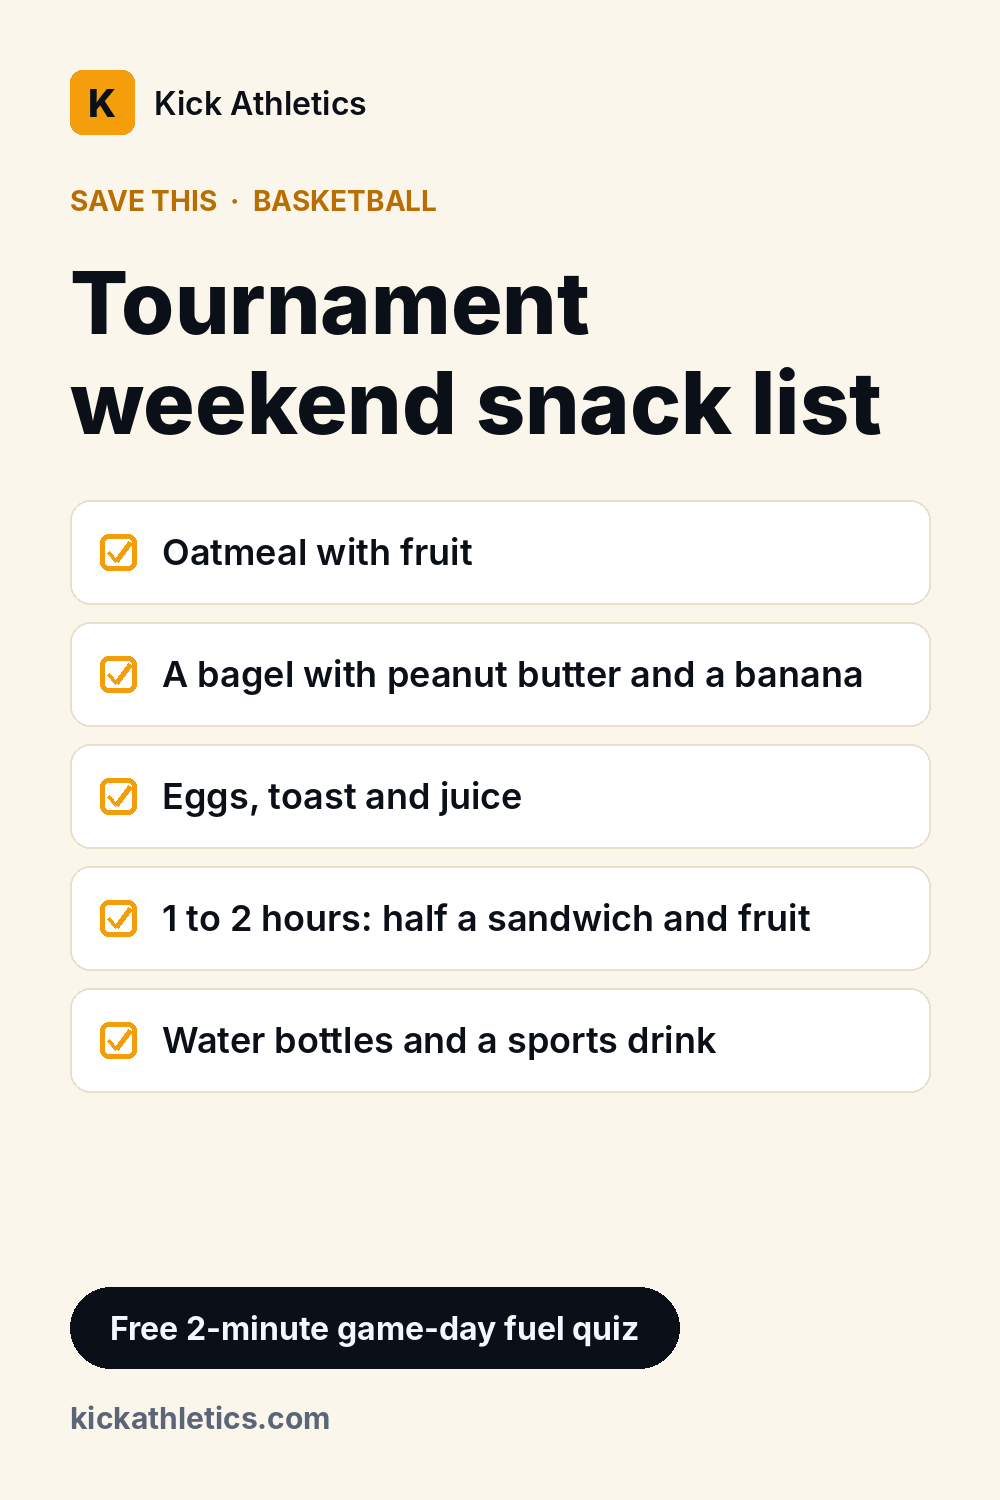 K
Kick Athletics
SAVE THIS · BASKETBALL
Tournament
weekend snack list
Oatmeal with fruit
A bagel with peanut butter and a banana
Eggs, toast and juice
1 to 2 hours: half a sandwich and fruit
Water bottles and a sports drink
Free 2-minute game-day fuel quiz
kickathletics.com